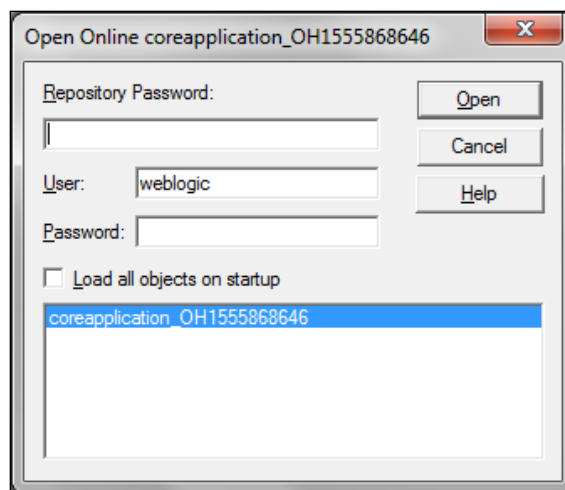 Open Online coreapplication_OH1555868646
Repository Password:
Open
Cancel
User: weblogic
Help
Password:
Load all objects on startup
coreapplication_OH1555868646